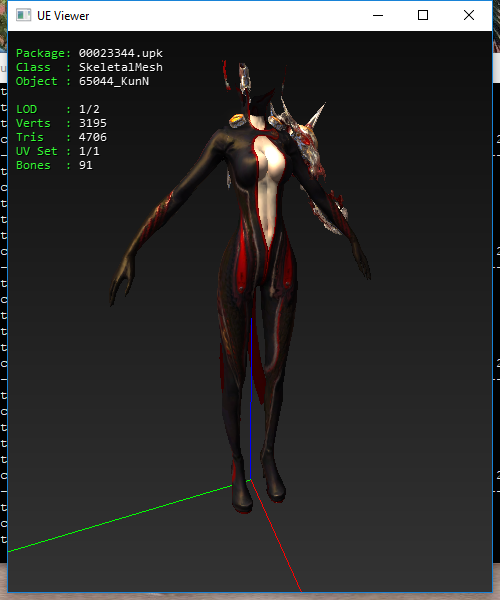 UE Viewer
Package: 00023344.upk
Class  : SkeletalMesh
Object : 65044_KunN
LOD    : 1/2
Verts  : 3195
Tris   : 4706
UV Set : 1/1
Bones  : 91